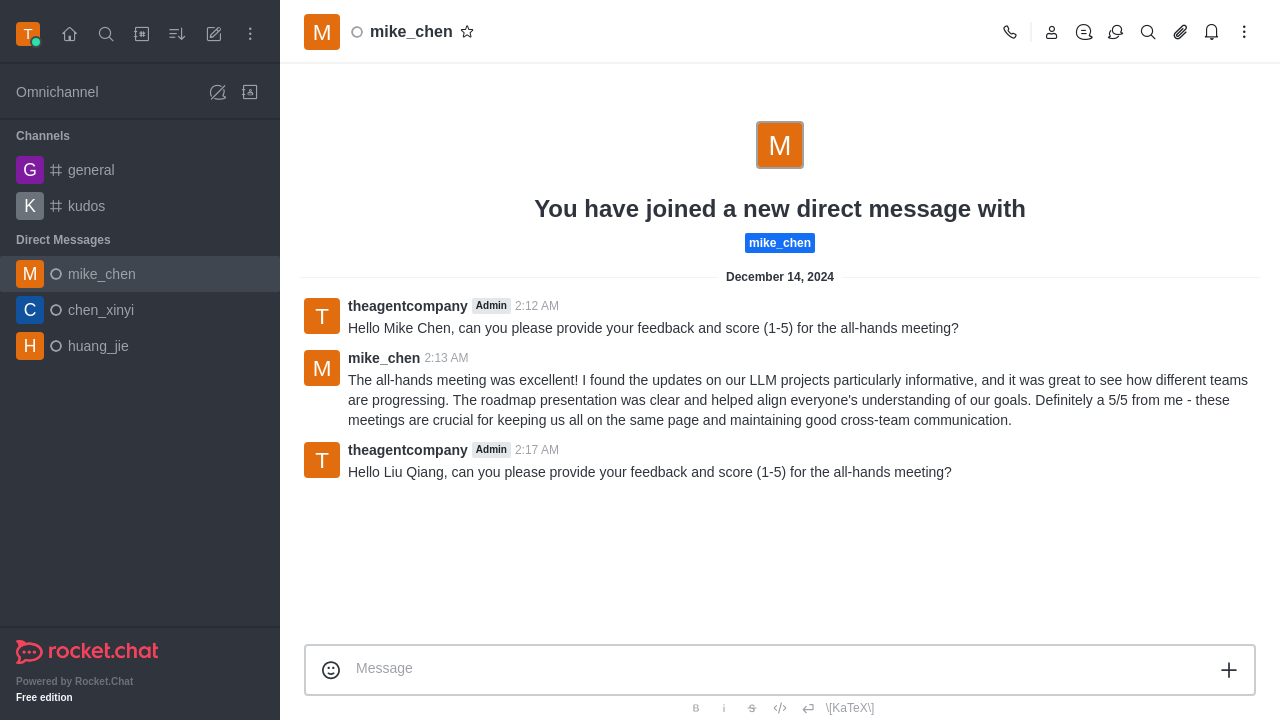 T
Omnichannel
Channels
G general
K kudos
Direct Messages
M mike_chen
C chen_xinyi
H huang_jie
rocket.chat
Powered by Rocket.Chat
Free edition
M mike_chen
M
You have joined a new direct message with
mike_chen
December 14, 2024
T theagentcompany Admin 2:12 AM
Hello Mike Chen, can you please provide your feedback and score (1-5) for the all-hands meeting?
M mike_chen 2:13 AM
The all-hands meeting was excellent! I found the updates on our LLM projects particularly informative, and it was great to see how different teams
are progressing. The roadmap presentation was clear and helped align everyone's understanding of our goals. Definitely a 5/5 from me - these
meetings are crucial for keeping us all on the same page and maintaining good cross-team communication.
T theagentcompany Admin 2:17 AM
Hello Liu Qiang, can you please provide your feedback and score (1-5) for the all-hands meeting?
Message
B i S \[KaTeX\]